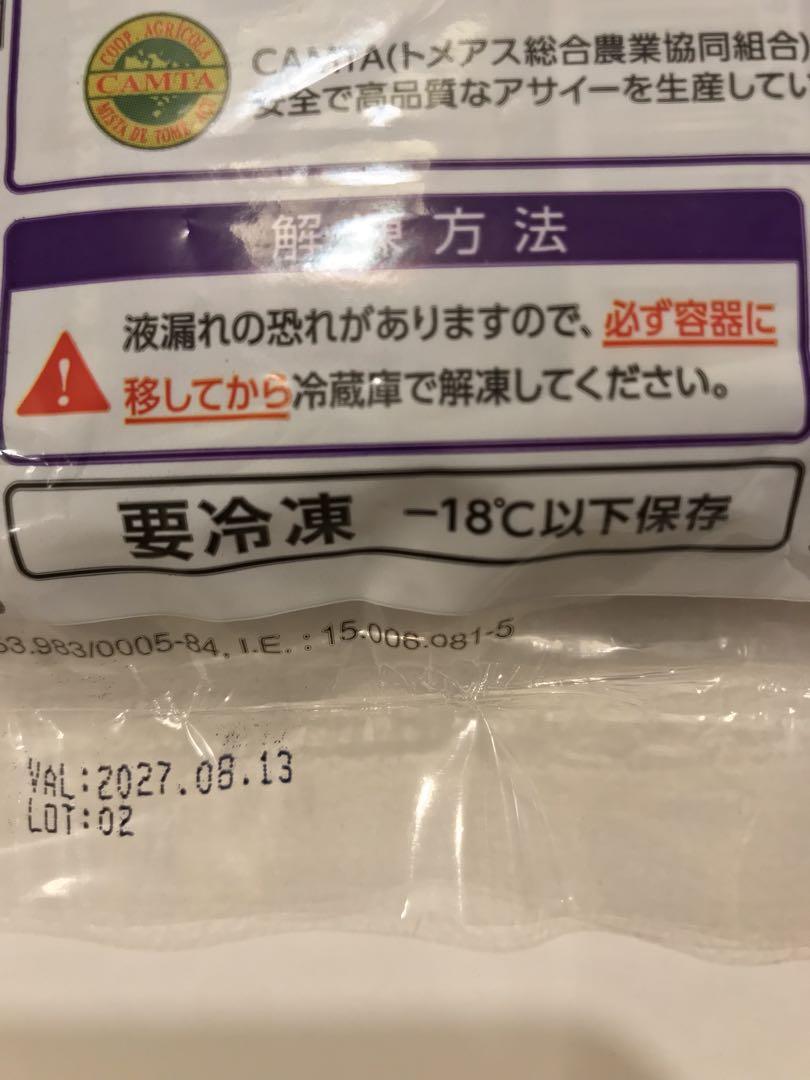 COOP. AGRÍCOLA
CAMTA
MISTA DE TOMÉ-AÇU
CAMTA(トメアス総合農業協同組合)
安全で高品質なアサイーを生産してい
解凍方法
液漏れの恐れがありますので、必ず容器に
移してから冷蔵庫で解凍してください。
要冷凍 −18℃以下保存
53.983/0005-84, I.E. : 15.006.081-5
VAL:2027.08.13
LOT:02